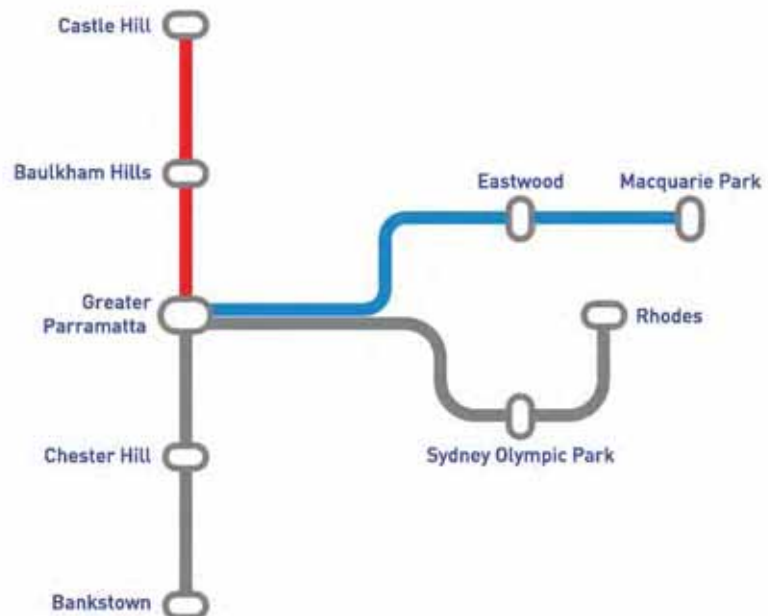 Castle Hill
Baulkham Hills
Eastwood
Macquarie Park
Greater
Parramatta
Rhodes
Chester Hill
Sydney Olympic Park
Bankstown